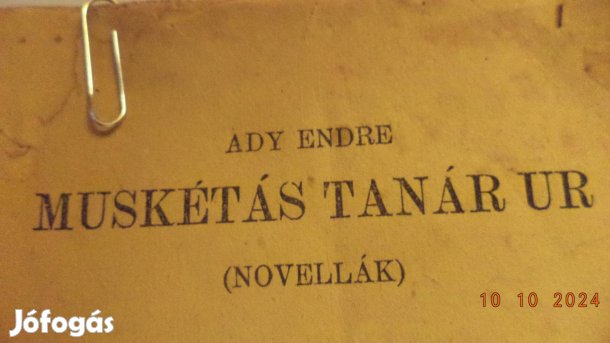 ADY ENDRE
MUSKÉTÁS TANÁR UR
(NOVELLÁK)
10 10 2024
Jófogás